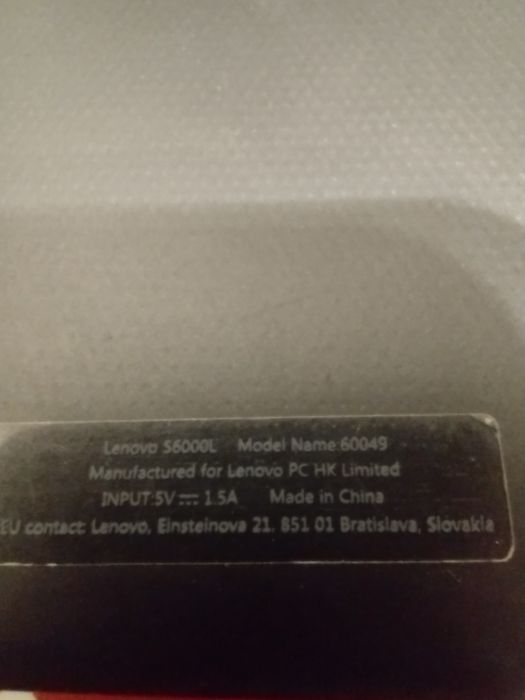 Lenovo S6000L Model Name:60049
Manufactured for Lenovo PC HK Limited
INPUT:5V ⎓ 1.5A Made in China
EU contact: Lenovo, Einsteinova 21, 851 01 Bratislava, Slovakia